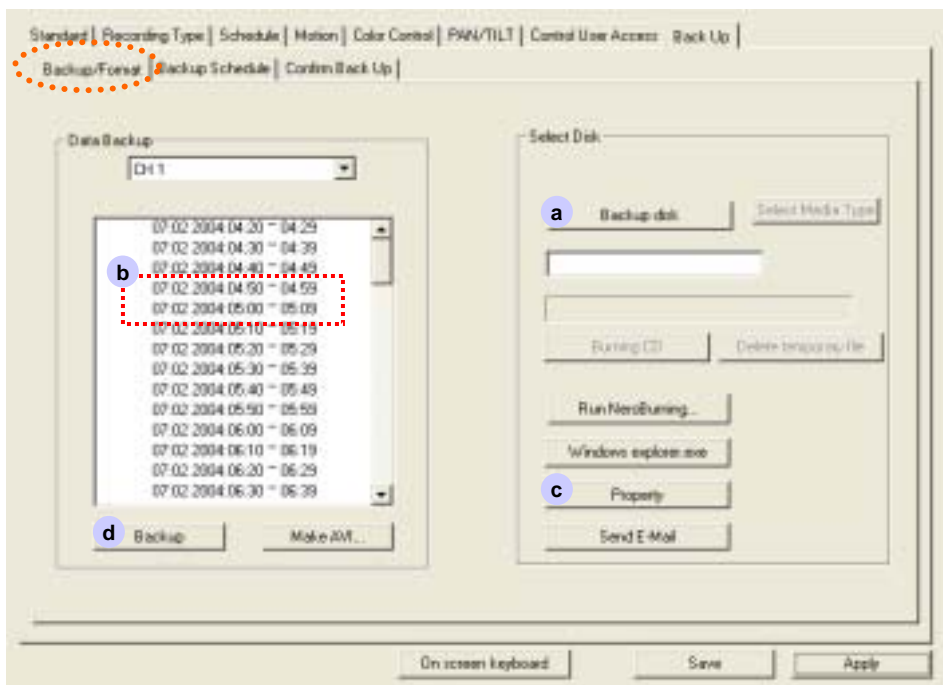 Standard | Recording Type | Schedule | Motion | Color Control | PAN/TILT | Control User Access Back Up
Backup/Format Backup Schedule | Confirm Back Up
Data Backup
CH 1
07 02 2004 04:20 ~ 04:29
07 02 2004 04:30 ~ 04:39
07 02 2004 04:40 ~ 04:49
b
07 02 2004 04:50 ~ 04:59
07 02 2004 05:00 ~ 05:09
07 02 2004 05:10 ~ 05:19
07 02 2004 05:20 ~ 05:29
07 02 2004 05:30 ~ 05:39
07 02 2004 05:40 ~ 05:49
07 02 2004 05:50 ~ 05:59
07 02 2004 06:00 ~ 06:09
07 02 2004 06:10 ~ 06:19
07 02 2004 06:20 ~ 06:29
07 02 2004 06:30 ~ 06:39
d Backup
Make AVI...
Select Disk
a Backup disk
Select Media Type
Burning CD
Delete temporary file
Run NeroBurning...
Windows explorer.exe
c Property
Send E-Mail
On screen keyboard
Save
Apply